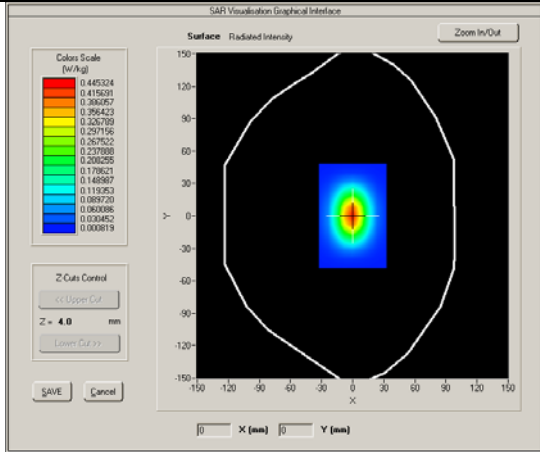 SAR Visualisation Graphical Interface
Surface Radiated Intensity
Zoom In/Out
Colors Scale
(W/kg)
0.445324
0.415691
0.386057
0.356423
0.326789
0.297156
0.267522
0.237888
0.208255
0.178621
0.148987
0.119353
0.089720
0.060086
0.030452
0.000819
Z-Cuts Control
<< Upper Cut
Z = 4.0 mm
Lower Cut >>
SAVE Cancel
150
120
90
60
30
0
-30
-60
-90
-120
-150
Y
-150 -120 -90 -60 -30 0 30 60 90 120 150
X
0 X (mm) 0 Y (mm)